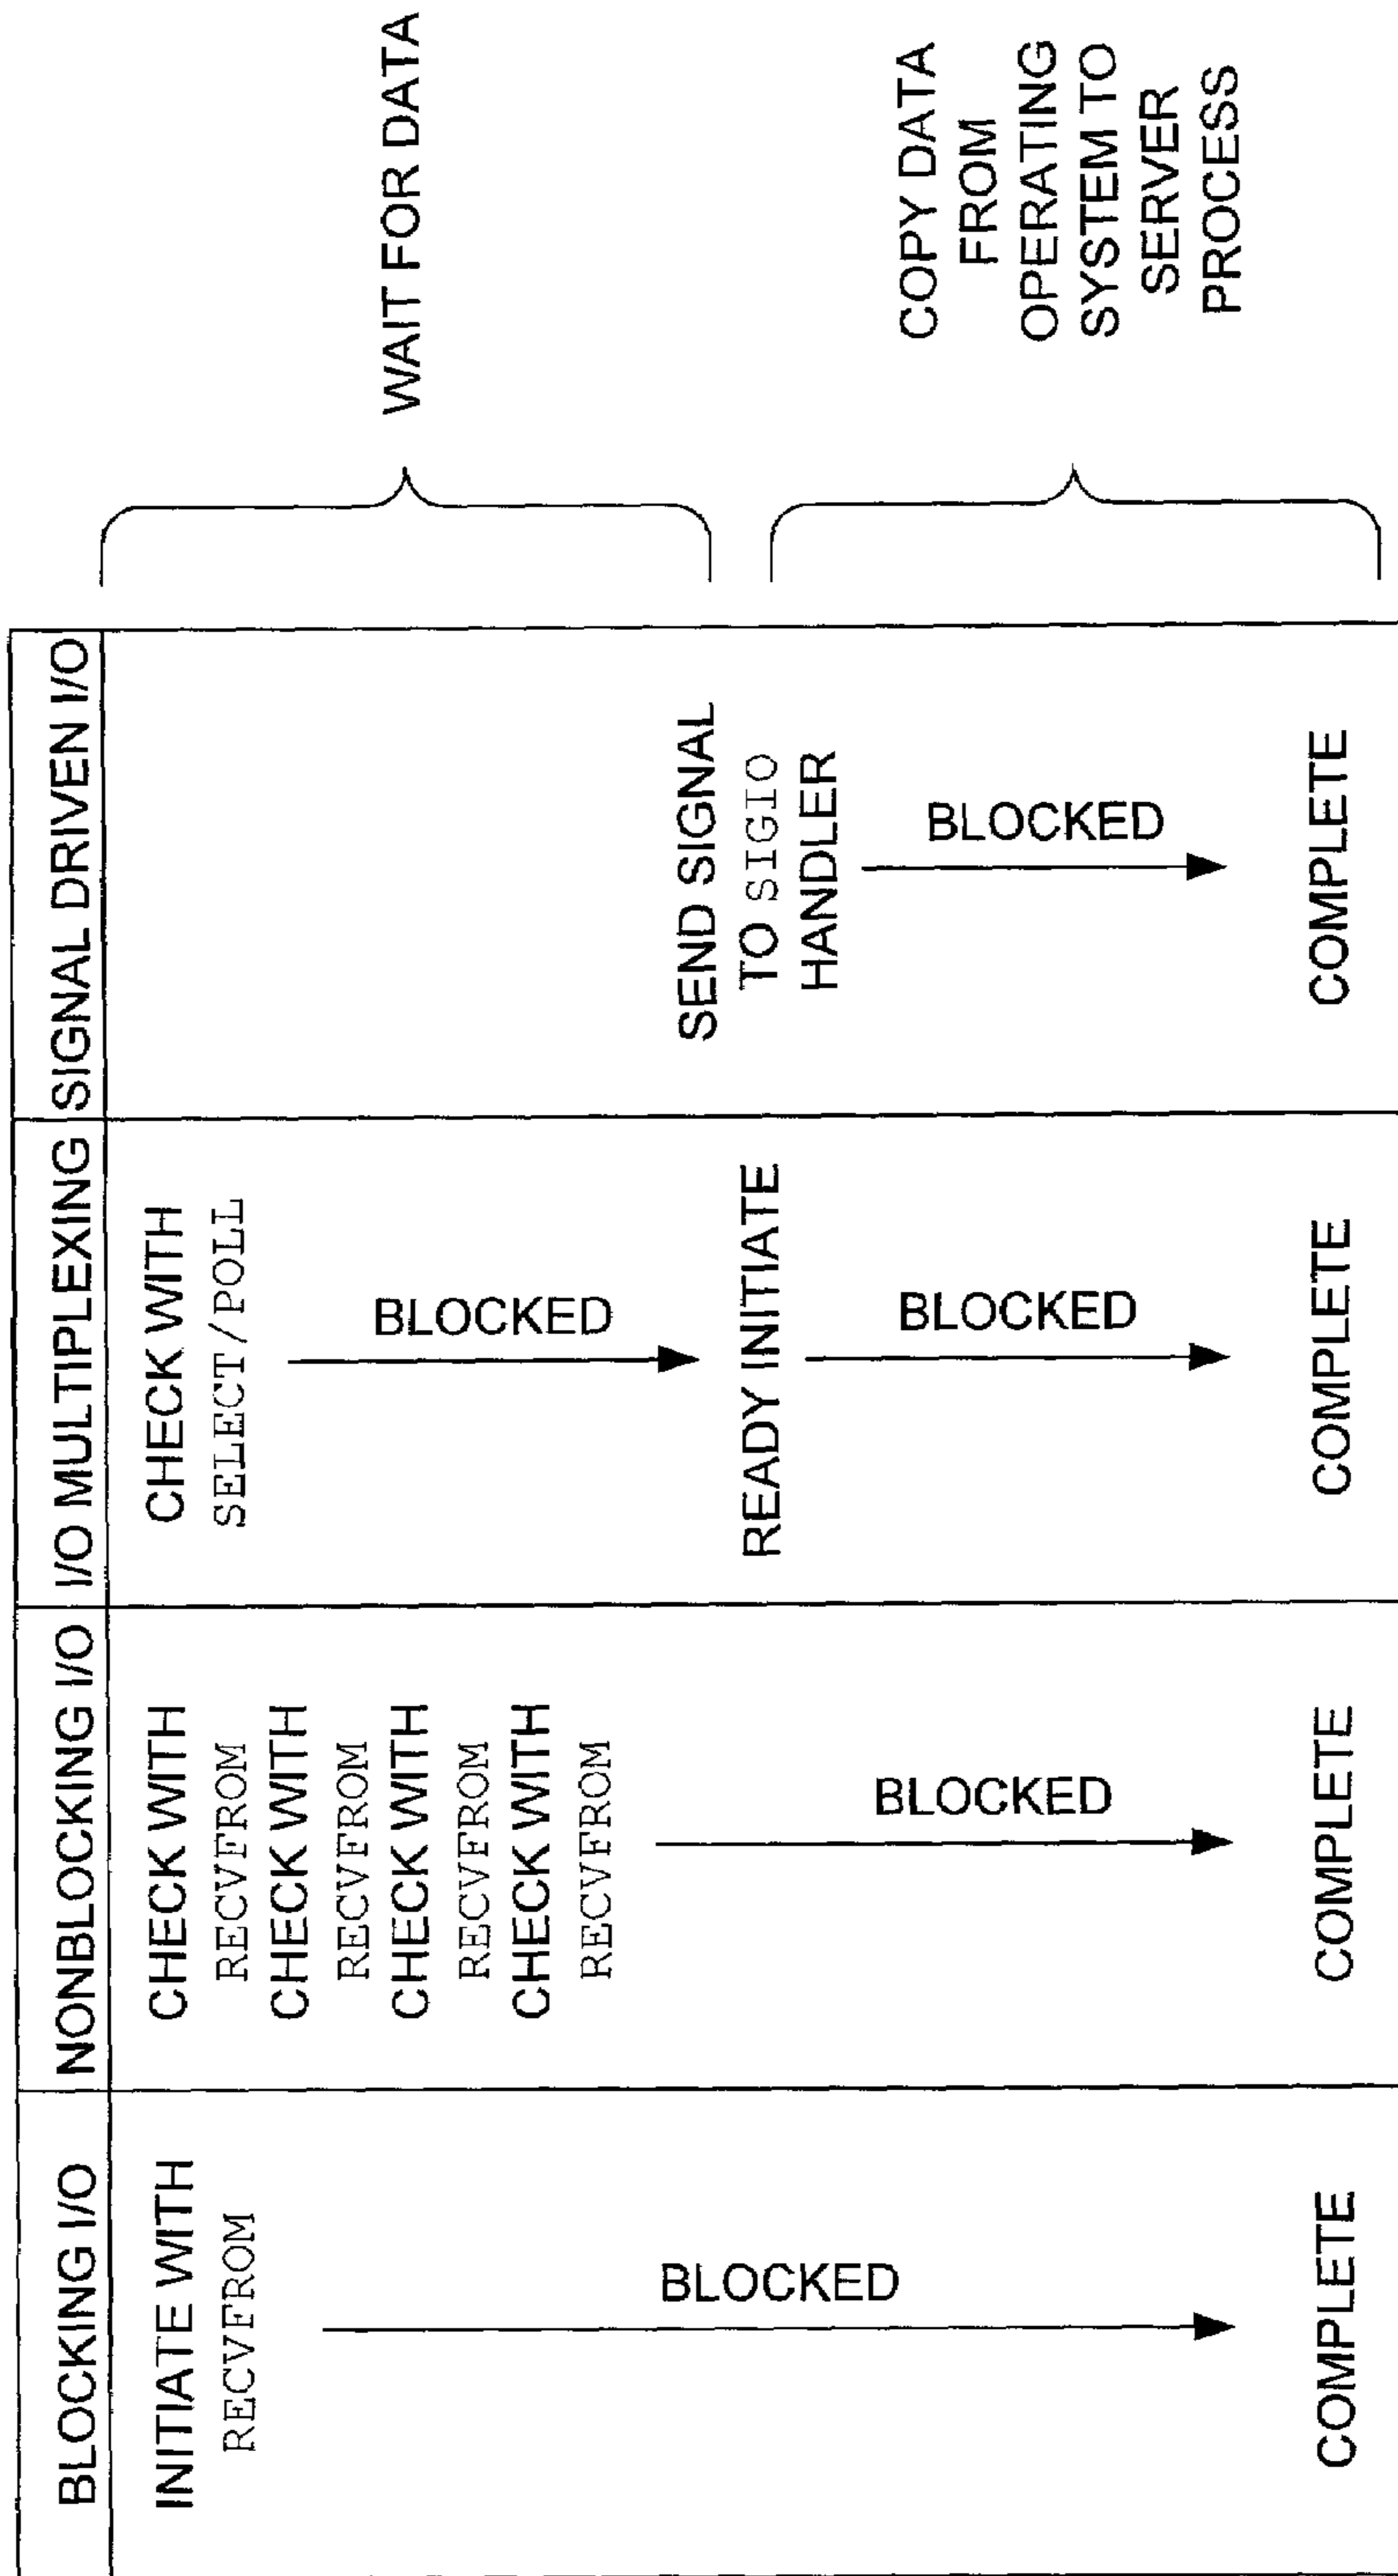 BLOCKING I/O
NONBLOCKING I/O
I/O MULTIPLEXING
SIGNAL DRIVEN I/O
INITIATE WITH
RECVFROM
BLOCKED
COMPLETE
CHECK WITH
RECVFROM
CHECK WITH
RECVFROM
CHECK WITH
RECVFROM
CHECK WITH
RECVFROM
BLOCKED
COMPLETE
CHECK WITH
SELECT/POLL
BLOCKED
READY INITIATE
BLOCKED
COMPLETE
SEND SIGNAL
TO SIGIO
HANDLER
BLOCKED
COMPLETE
WAIT FOR DATA
COPY DATA
FROM
OPERATING
SYSTEM TO
SERVER
PROCESS